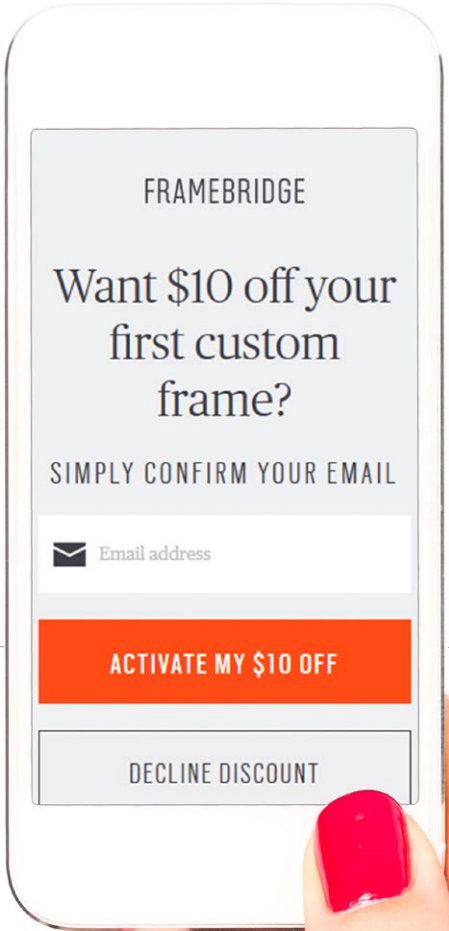 FRAMEBRIDGE
Want $10 off your
first custom
frame?
SIMPLY CONFIRM YOUR EMAIL
Email address
ACTIVATE MY $10 OFF
DECLINE DISCOUNT